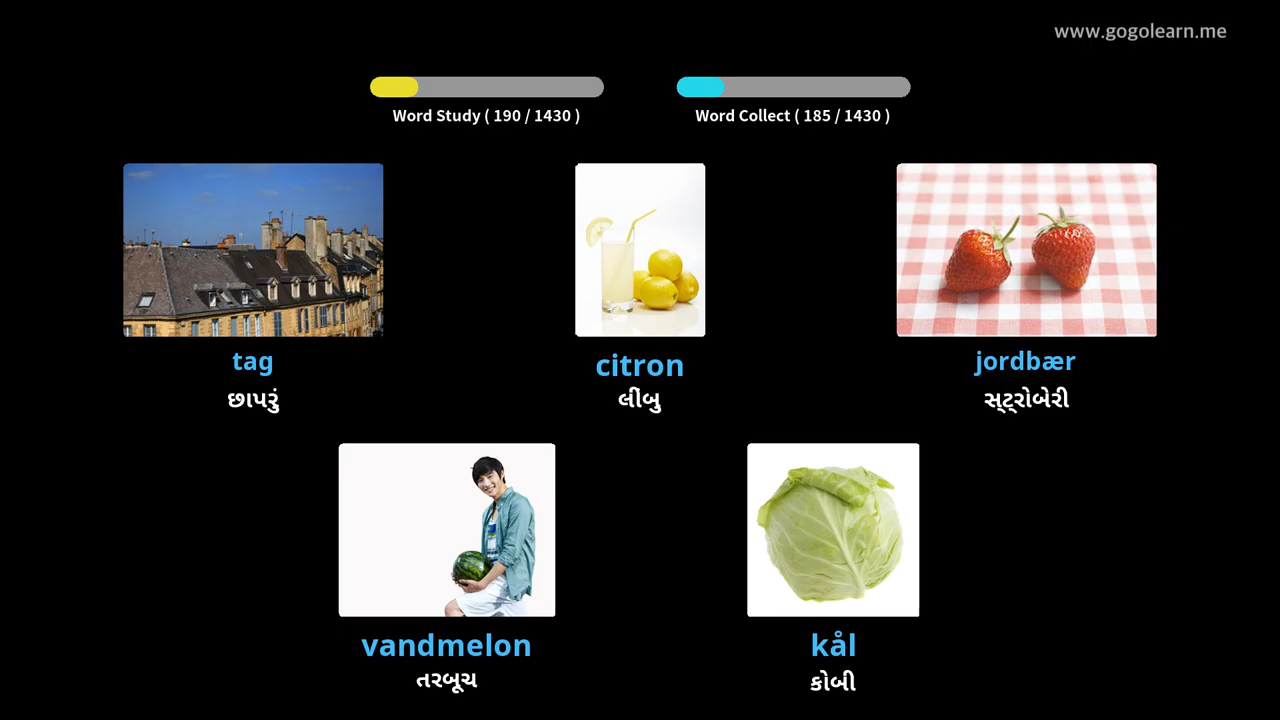 www.gogolearn.me
Word Study ( 190 / 1430 )
Word Collect ( 185 / 1430 )
tag
છાપરું
citron
લીંબુ
jordbær
સ્ટ્રોબેરી
vandmelon
તરબૂચ
kål
કોબી